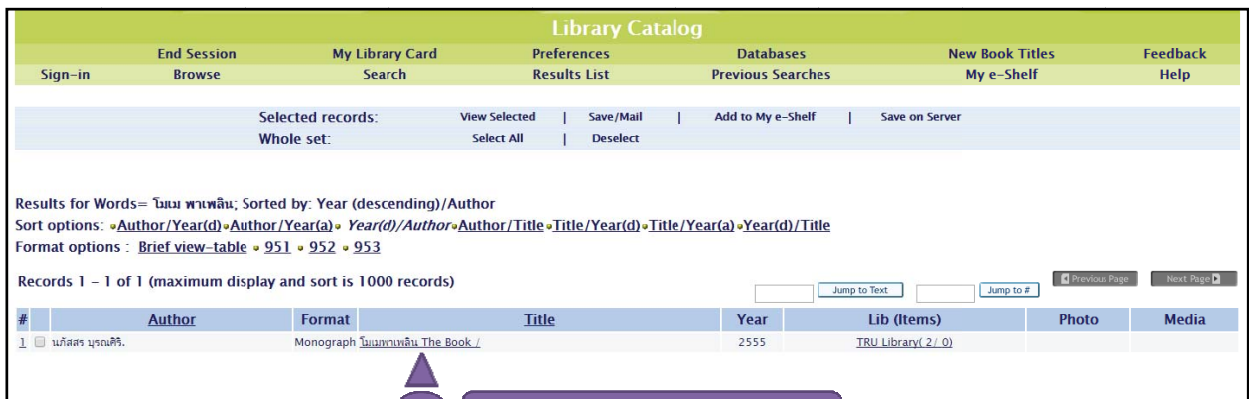 Library Catalog
End Session My Library Card Preferences Databases New Book Titles Feedback
Sign-in Browse Search Results List Previous Searches My e-Shelf Help
Selected records: View Selected | Save/Mail | Add to My e-Shelf | Save on Server
Whole set: Select All | Deselect
Results for Words= โมเม พาเพลิน; Sorted by: Year (descending)/Author
Sort options: Author/Year(d) Author/Year(a) Year(d)/Author Author/Title Title/Year(d) Title/Year(a) Year(d)/Title
Format options : Brief view-table 951 952 953
Records 1 - 1 of 1 (maximum display and sort is 1000 records) Jump to Text Jump to # Previous Page Next Page
# Author Format Title Year Lib (Items) Photo Media
1 นภัสสร บุรณศิริ. Monograph โมเมพาเพลิน The Book / 2555 TRU Library( 2/ 0)